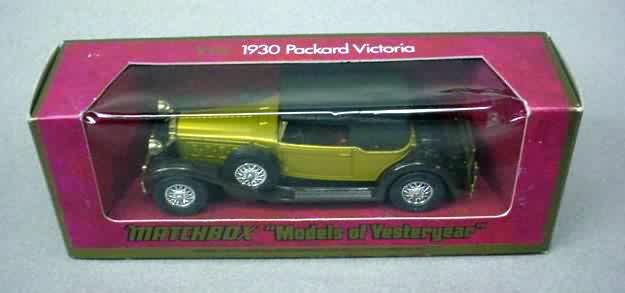 1930 Packard Victoria
MATCHBOX "Models of Yesteryear"